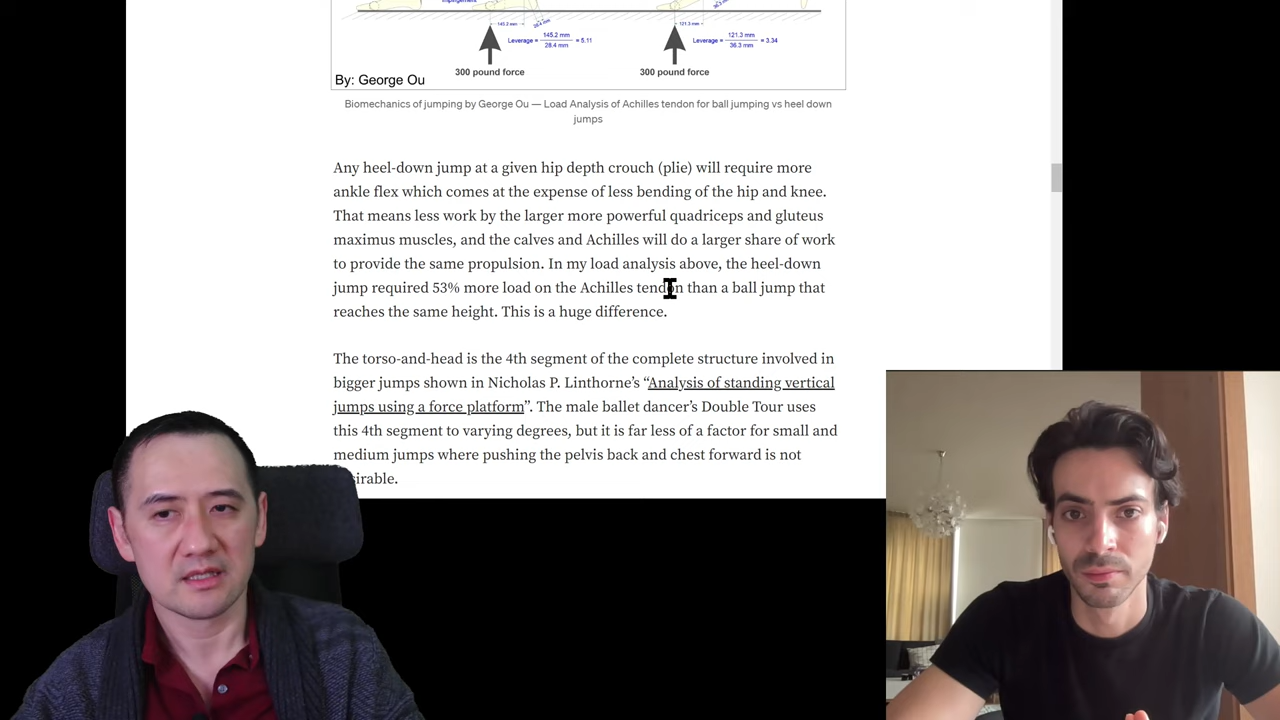 145.2 mm
28.4 mm
Leverage = 145.2 mm / 28.4 mm = 5.11
121.3 mm
Leverage = 121.3 mm / 36.3 mm = 3.34
300 pound force
300 pound force
By: George Ou
Biomechanics of jumping by George Ou — Load Analysis of Achilles tendon for ball jumping vs heel down
jumps
Any heel-down jump at a given hip depth crouch (plie) will require more
ankle flex which comes at the expense of less bending of the hip and knee.
That means less work by the larger more powerful quadriceps and gluteus
maximus muscles, and the calves and Achilles will do a larger share of work
to provide the same propulsion. In my load analysis above, the heel-down
jump required 53% more load on the Achilles tendon than a ball jump that
reaches the same height. This is a huge difference.
The torso-and-head is the 4th segment of the complete structure involved in
bigger jumps shown in Nicholas P. Linthorne’s “Analysis of standing vertical
jumps using a force platform”. The male ballet dancer’s Double Tour uses
this 4th segment to varying degrees, but it is far less of a factor for small and
medium jumps where pushing the pelvis back and chest forward is not
sirable.